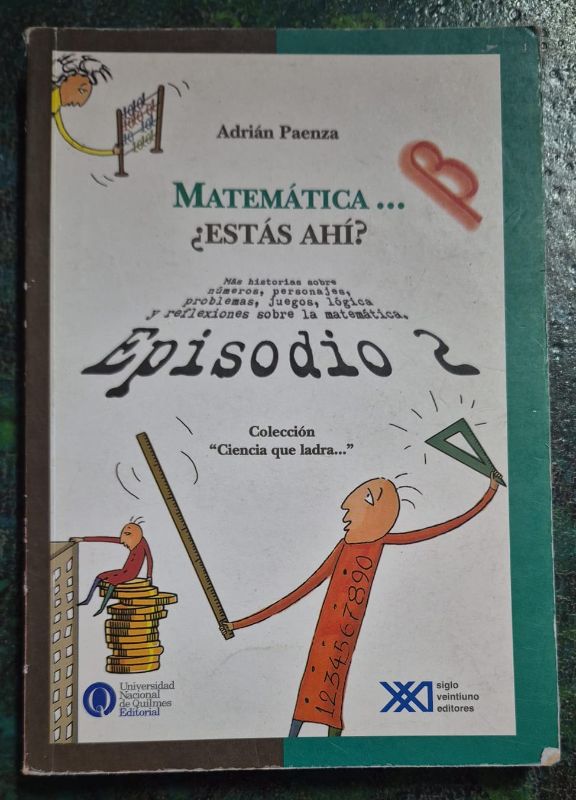 Adrián Paenza
β
MATEMÁTICA...
¿ESTÁS AHÍ?
Más historias sobre
números, personajes,
problemas, juegos, lógica
y reflexiones sobre la matemática.
Episodio 2
Colección
"Ciencia que ladra..."
1234567890
Universidad
Nacional
de Quilmes
Editorial
siglo
veintiuno
editores